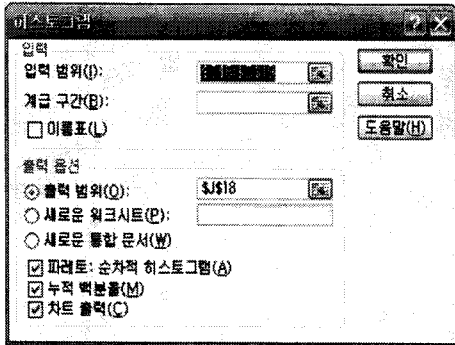 히스토그램
입력
입력 범위(I):
계급 구간(B):
이름표(L)
확인
취소
도움말(H)
출력 옵션
출력 범위(O): $J$18
새로운 워크시트(P):
새로운 통합 문서(W)
파레토: 순차적 히스토그램(A)
누적 백분율(M)
차트 출력(C)